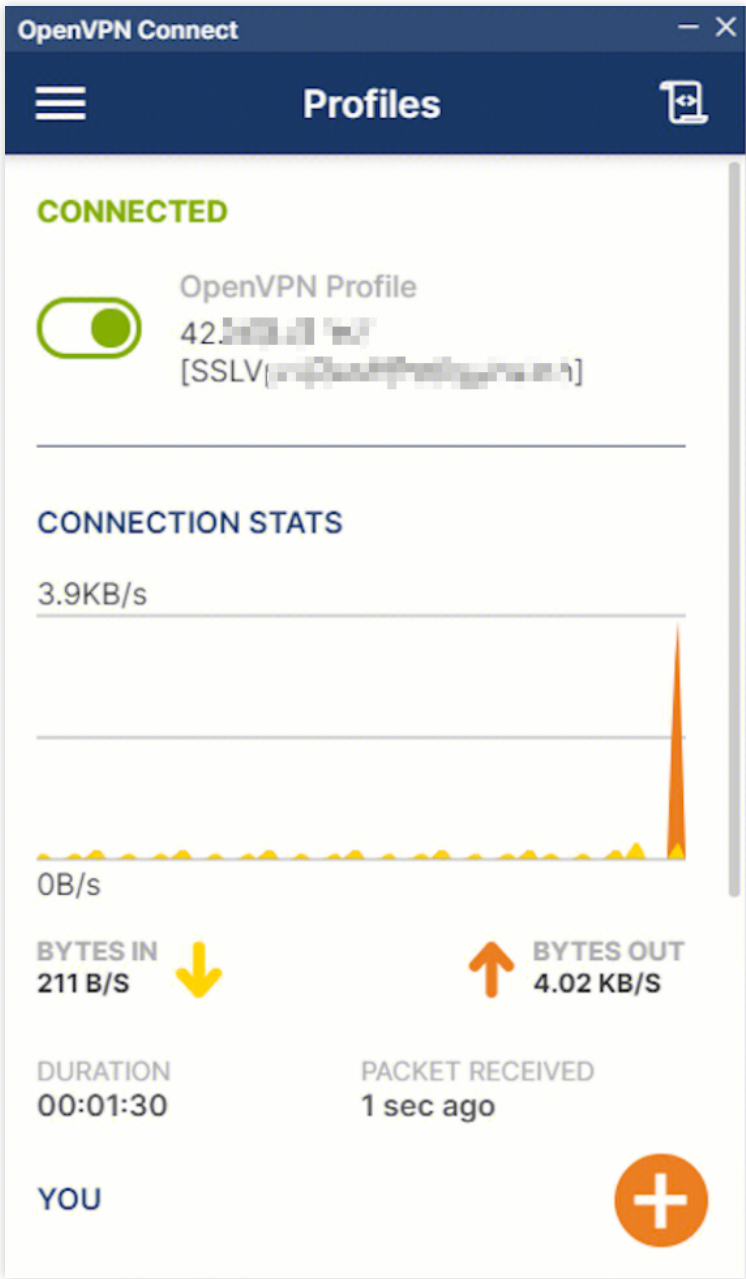 OpenVPN Connect
Profiles
CONNECTED
OpenVPN Profile
42.
[SSLV
CONNECTION STATS
3.9KB/s
0B/s
BYTES IN
211 B/S
BYTES OUT
4.02 KB/S
DURATION
00:01:30
PACKET RECEIVED
1 sec ago
YOU